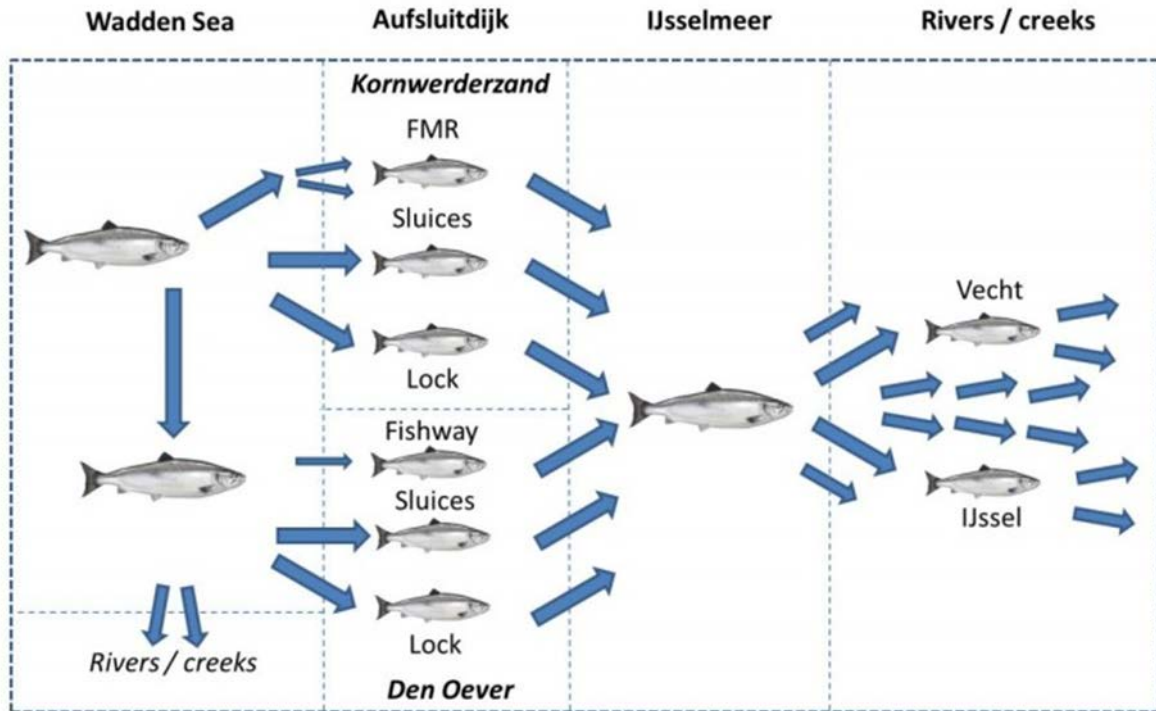 Wadden Sea
Aufsluitdijk
IJsselmeer
Rivers / creeks
Kornwerderzand
FMR
Sluices
Lock
Fishway
Sluices
Lock
Den Oever
Rivers / creeks
Vecht
IJssel